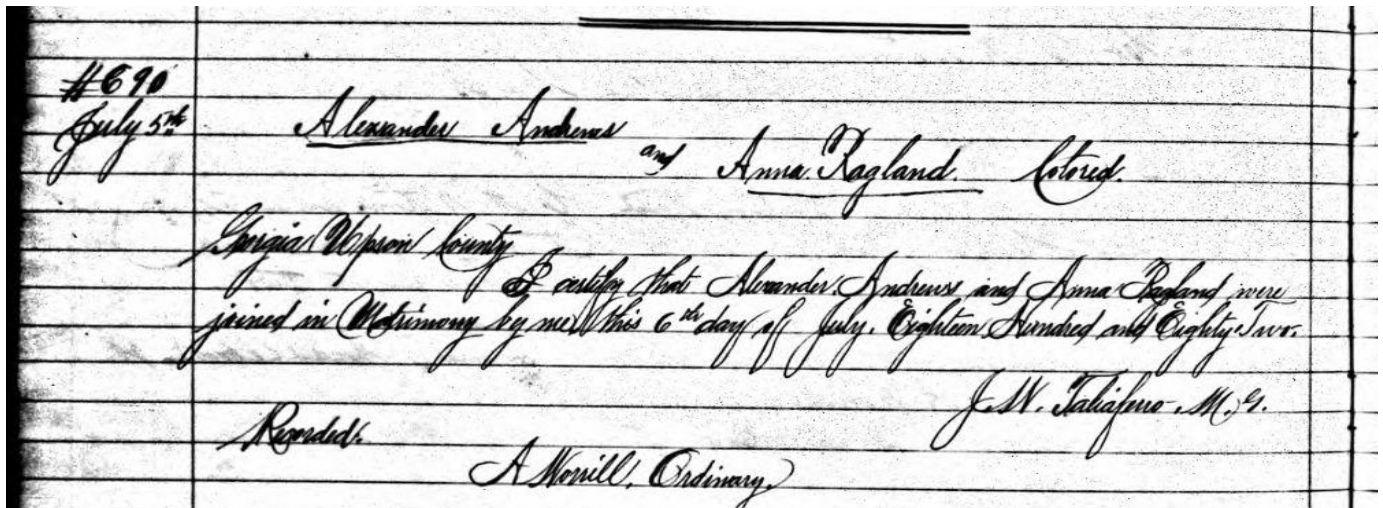 #690
July 5th
Alexander Andrews
and
Anna Ragland. Colored.
Georgia Upson County
I certify that Alexander Andrews and Anna Ragland were
joined in Matrimony by me this 6th day of July. Eighteen Hundred and Eighty Two.
J. W. Taliaferro. M. G.
Recorded.
A Worrill, Ordinary.